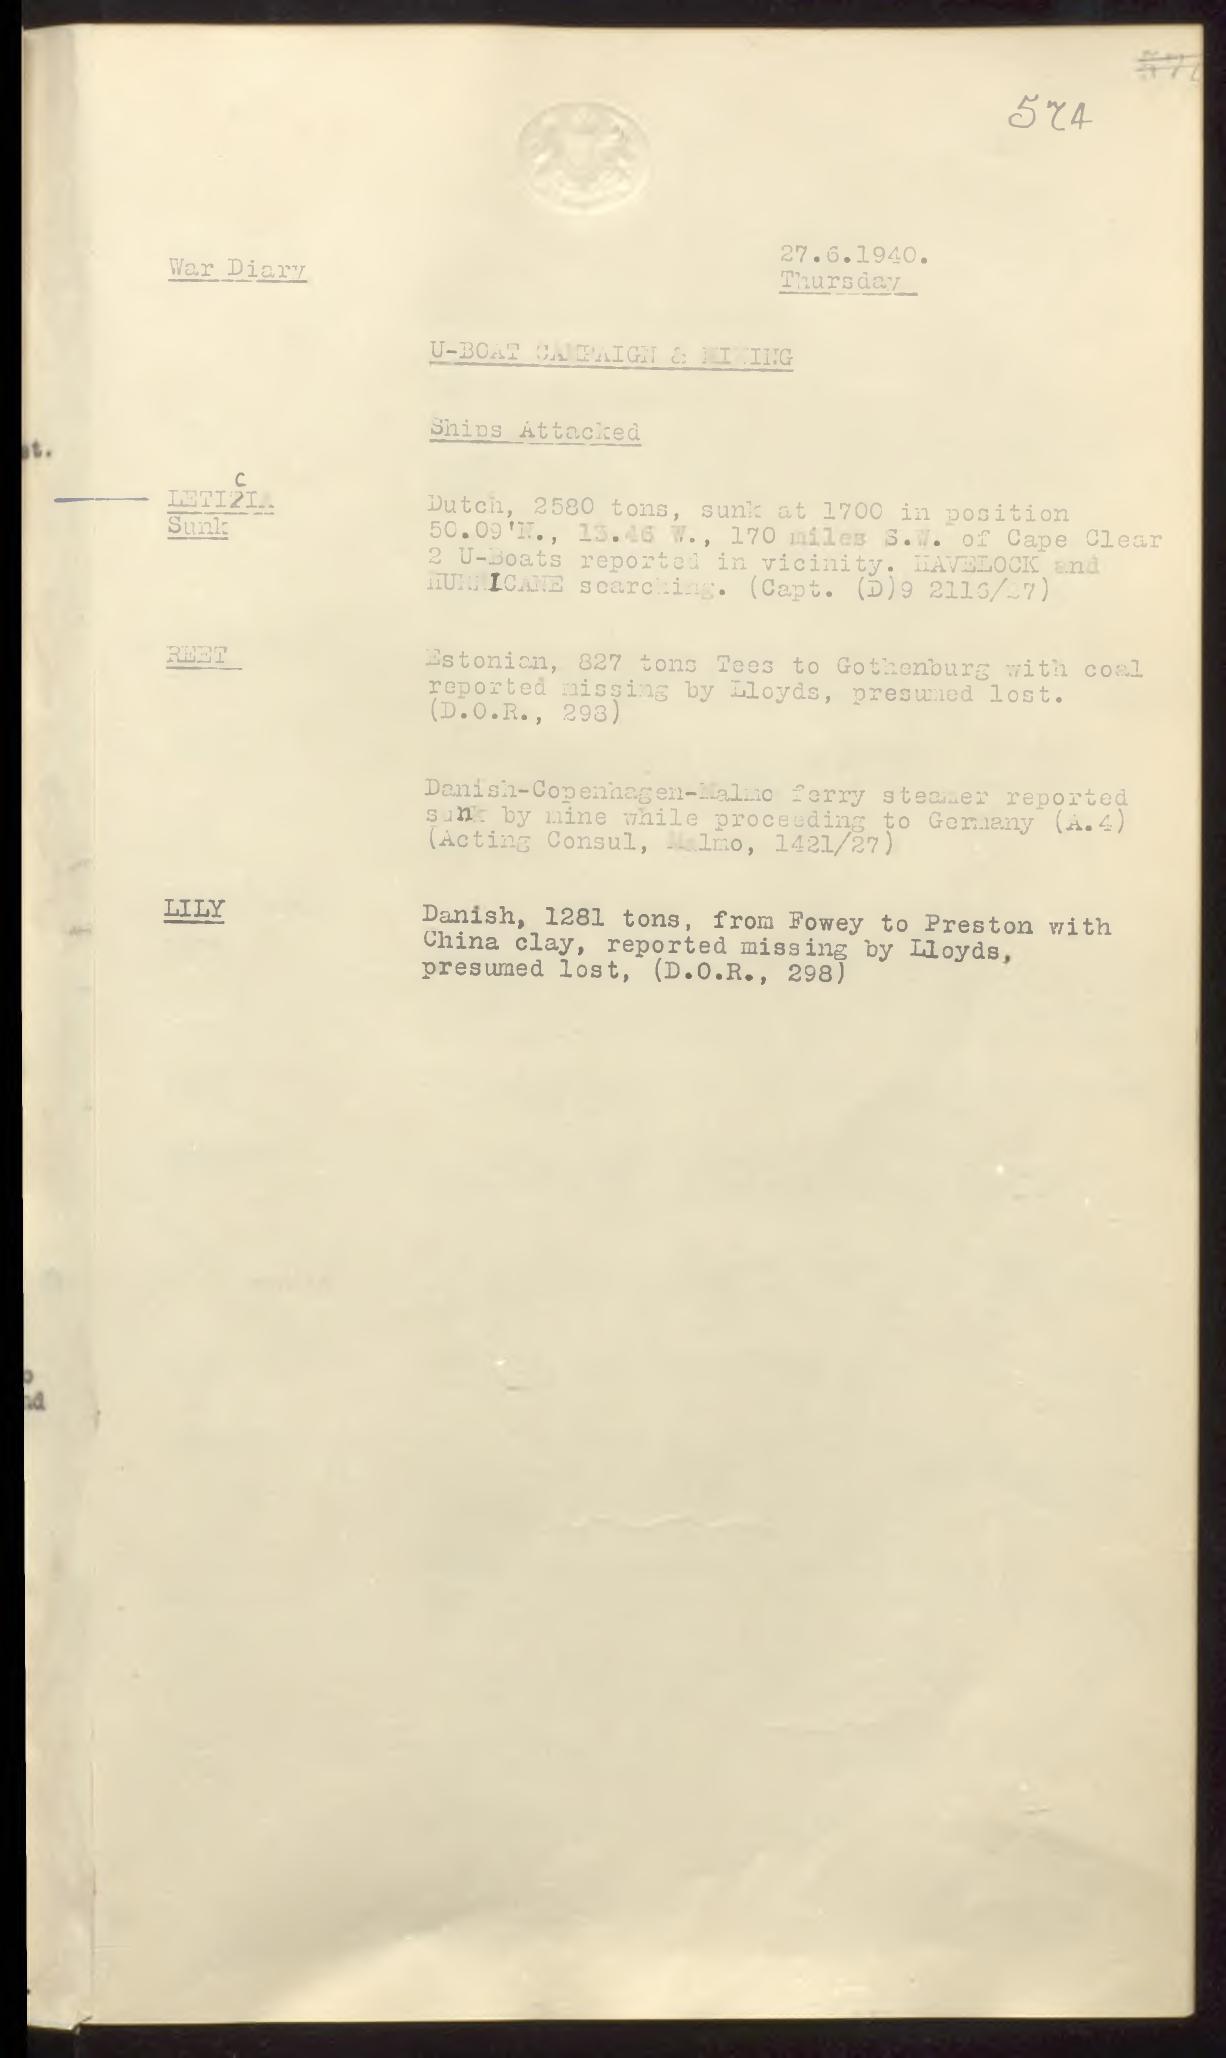 574
War Diary
27.6.1940.
Thursday
U-BOAT CAMPAIGN & MINING
Ships Attacked
C
LETIZIA
Sunk
Dutch, 2580 tons, sunk at 1700 in position
50.09'N., 13.46 W., 170 miles S.W. of Cape Clear
2 U-Boats reported in vicinity. HAVELOCK and
HURRICANE searching. (Capt. (D)9 2116/27)
REET
Estonian, 827 tons Tees to Gothenburg with coal
reported missing by Lloyds, presumed lost.
(D.O.R., 298)
Danish-Copenhagen-Malmo ferry steamer reported
sunk by mine while proceeding to Germany (A.4)
(Acting Consul, Malmo, 1421/27)
LILY
Danish, 1281 tons, from Fowey to Preston with
China clay, reported missing by Lloyds,
presumed lost, (D.O.R., 298)